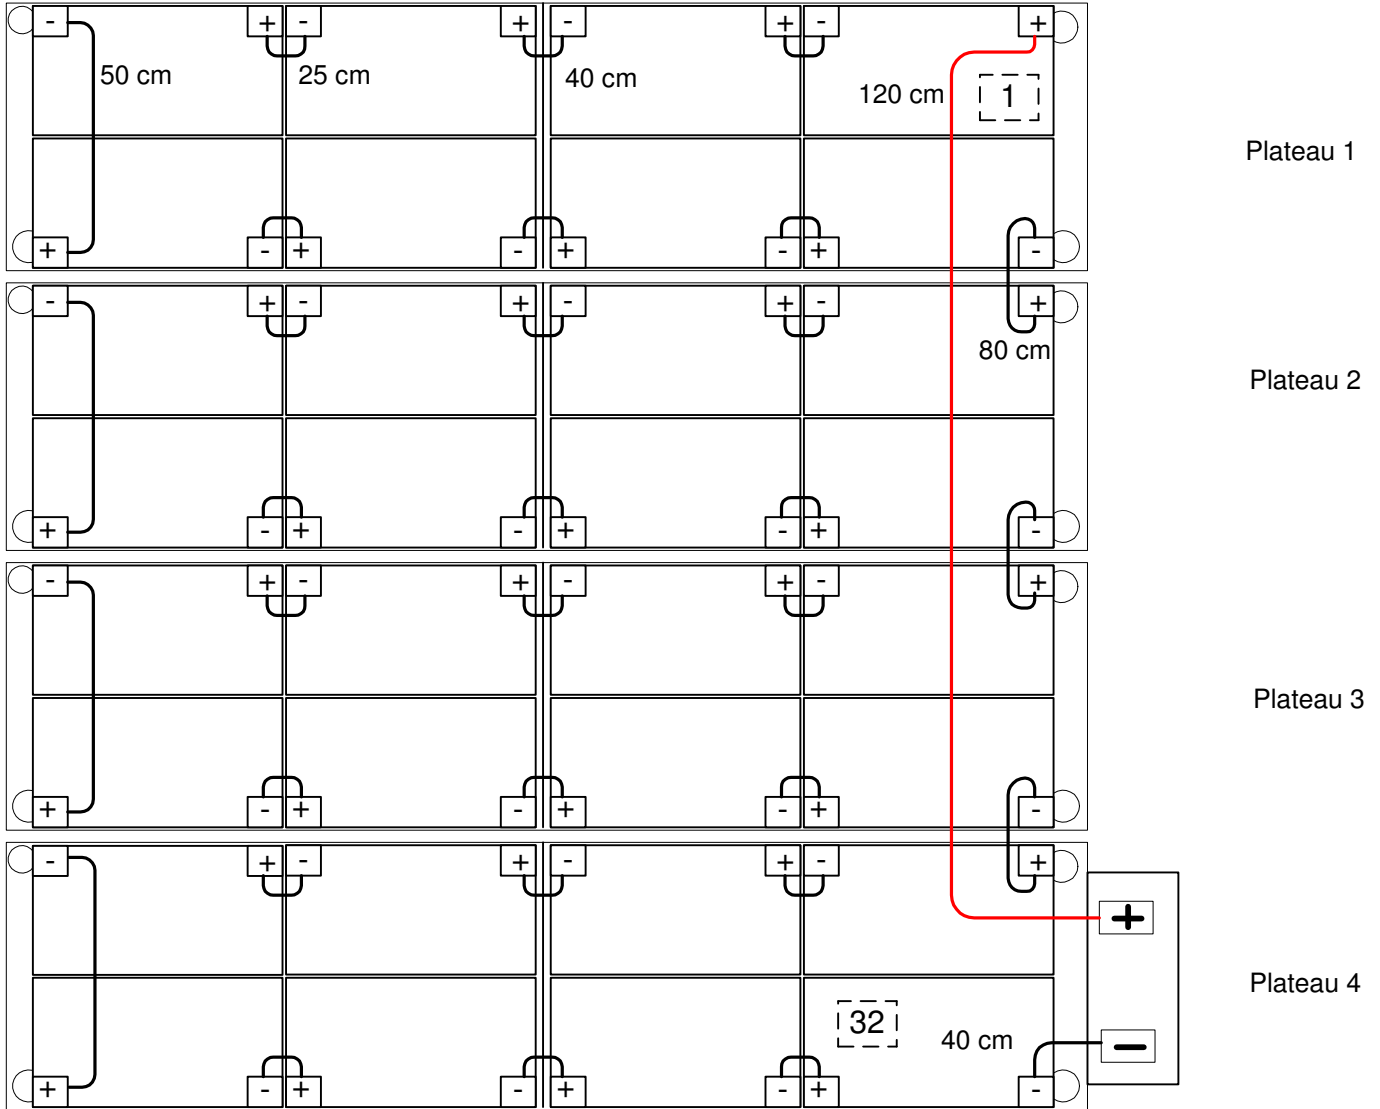 - + - + - + - +
50 cm 25 cm 40 cm 120 cm 1
Plateau 1
+ - + - + - + -
- + - + - + - +
80 cm
Plateau 2
+ - + - + - + -
- + - + - + - +
Plateau 3
+ - + - + - + -
- + - + - + - +
+
Plateau 4
32 40 cm
-
+ - + - + - + -